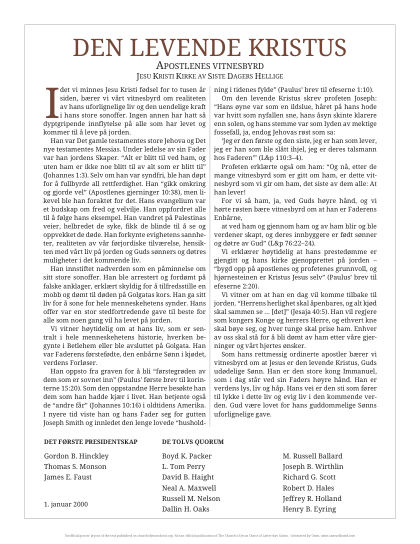 DEN LEVENDE KRISTUS
APOSTLENES VITNESBYRD
JESU KRISTI KIRKE AV SISTE DAGERS HELLIGE
Idet vi minnes Jesu Kristi fødsel for to tusen år
siden, bærer vi vårt vitnesbyrd om realiteten
av hans uforlignelige liv og den uendelige kraft
i hans store sonoffer. Ingen annen har hatt så
dyptgripende innflytelse på alle som har levet og
kommer til å leve på jorden.
Han var Det gamle testamentes store Jehova og Det
nye testamentes Messias. Under ledelse av sin Fader
var han jordens Skaper. "Alt er blitt til ved ham, og
uten ham er ikke noe blitt til av alt som er blitt til"
(Johannes 1:3). Selv om han var syndfri, ble han døpt
for å fullbyrde all rettferdighet. Han "gikk omkring
og gjorde vel" (Apostlenes gjerninger 10:38), men li-
kevel ble han foraktet for det. Hans evangelium var
et budskap om fred og velvilje. Han oppfordret alle
til å følge hans eksempel. Han vandret på Palestinas
veier, helbredet de syke, fikk de blinde til å se og
oppvekket de døde. Han forkynte evighetens sannhe-
ter, realiteten av vår førjordiske tilværelse, hensik-
ten med vårt liv på jorden og Guds sønners og døtres
muligheter i det kommende liv.
Han innstiftet nadverden som en påminnelse om
sitt store sonoffer. Han ble arrestert og fordømt på
falske anklager, erklært skyldig for å tilfredsstille en
mobb og dømt til døden på Golgatas kors. Han ga sitt
liv for å sone for hele menneskehetens synder. Hans
offer var en stor stedfortredende gave til beste for
alle som noen gang vil ha levet på jorden.
Vi vitner høytidelig om at hans liv, som er sen-
tralt i hele menneskehetens historie, hverken be-
gynte i Betlehem eller ble avsluttet på Golgata. Han
var Faderens førstefødte, den enbårne Sønn i kjødet,
verdens Forløser.
Han oppsto fra graven for å bli "førstegrøden av
dem som er sovnet inn" (Paulus' første brev til korin-
terne 15:20). Som den oppstandne Herre besøkte han
dem som han hadde kjær i livet. Han betjente også
de "andre får" (Johannes 10:16) i oldtidens Amerika.
I nyere tid viste han og hans Fader seg for gutten
Joseph Smith og innledet den lenge lovede "hushold-
ning i tidenes fylde" (Paulus' brev til efeserne 1:10).
Om den levende Kristus skrev profeten Joseph:
"Hans øyne var som en ildslue, håret på hans hode
var hvitt som nyfallen sne, hans åsyn skinte klarere
enn solen, og hans stemme var som lyden av mektige
fossefall, ja, endog Jehovas røst som sa:
'Jeg er den første og den siste, jeg er han som lever,
jeg er han som ble slått ihjel, jeg er deres talsmann
hos Faderen'" (L&p 110:3–4).
Profeten erklærte også om ham: "Og nå, etter de
mange vitnesbyrd som er gitt om ham, er dette vit-
nesbyrd som vi gir om ham, det siste av dem alle: At
han lever!
For vi så ham, ja, ved Guds høyre hånd, og vi
hørte røsten bære vitnesbyrd om at han er Faderens
Enbårne,
at ved ham og gjennom ham og av ham blir og ble
verdener skapt, og deres innbyggere er født sønner
og døtre av Gud" (L&p 76:22–24).
Vi erklærer høytidelig at hans prestedømme er
gjengitt og hans kirke gjenopprettet på jorden –
"bygd opp på apostlenes og profetenes grunnvoll, og
hjørnesteinen er Kristus Jesus selv" (Paulus' brev til
efeserne 2:20).
Vi vitner om at han en dag vil komme tilbake til
jorden. "Herrens herlighet skal åpenbares, og alt kjød
skal sammen se ... [det]" (Jesaja 40:5). Han vil regjere
som kongers Konge og herrers Herre, og ethvert kne
skal bøye seg, og hver tunge skal prise ham. Enhver
av oss skal stå for å bli dømt av ham etter våre gjer-
ninger og vårt hjertes ønsker.
Som hans rettmessig ordinerte apostler bærer vi
vitnesbyrd om at Jesus er den levende Kristus, Guds
udødelige Sønn. Han er den store kong Immanuel,
som i dag står ved sin Faders høyre hånd. Han er
verdens lys, liv og håp. Hans vei er den sti som fører
til lykke i dette liv og evig liv i den kommende ver-
den. Gud være lovet for hans guddommelige Sønns
uforlignelige gave.
DET FØRSTE PRESIDENTSKAP
Gordon B. Hinckley
Thomas S. Monson
James E. Faust
1. januar 2000
DE TOLVS QUORUM
Boyd K. Packer
L. Tom Perry
David B. Haight
Neal A. Maxwell
Russell M. Nelson
Dallin H. Oaks
M. Russell Ballard
Joseph B. Wirthlin
Richard G. Scott
Robert D. Hales
Jeffrey R. Holland
Henry B. Eyring